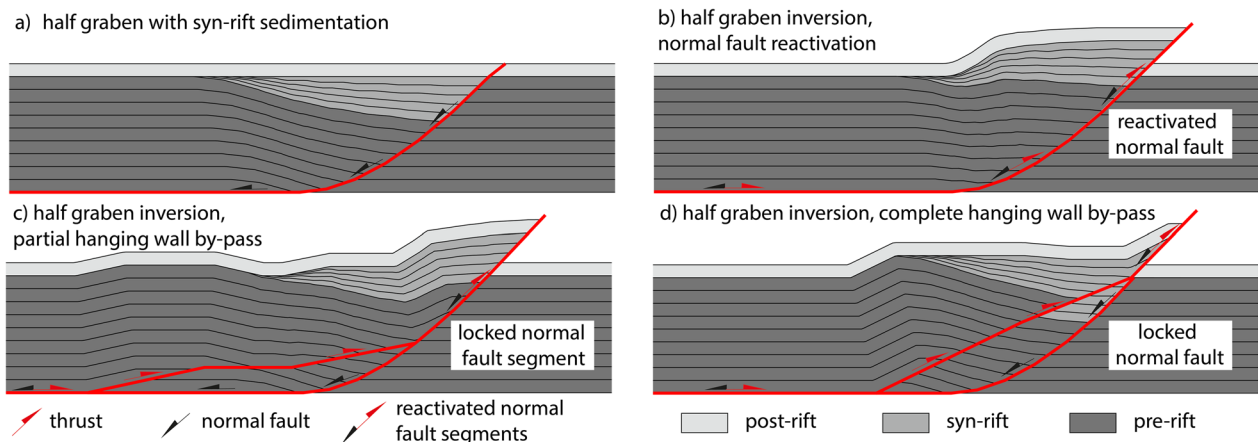 a) half graben with syn-rift sedimentation
b) half graben inversion,
normal fault reactivation
reactivated
normal fault
c) half graben inversion,
partial hanging wall by-pass
locked normal
fault segment
d) half graben inversion, complete hanging wall by-pass
locked
normal fault
thrust
normal fault
reactivated normal
fault segments
post-rift
syn-rift
pre-rift